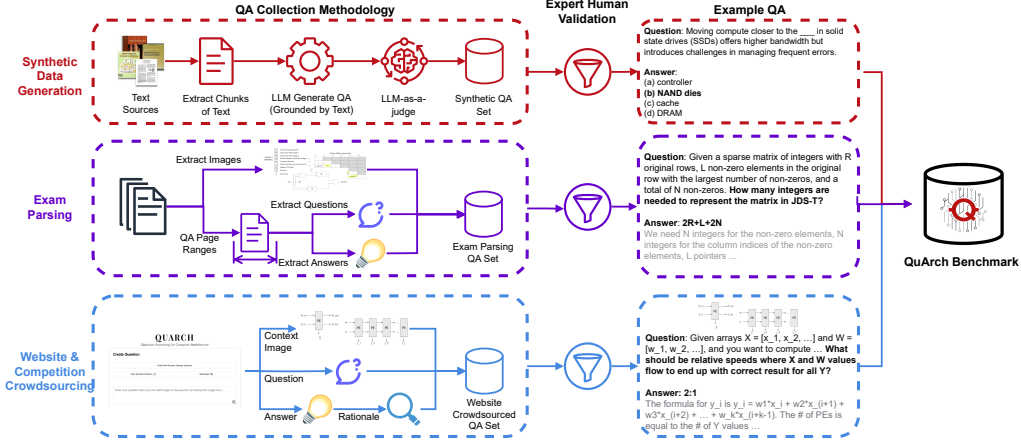 QA Collection Methodology
Expert Human
Validation
Example QA
Synthetic
Data
Generation
Text
Sources
Extract Chunks
of Text
LLM Generate QA
(Grounded by Text)
LLM-as-a-
judge
Synthetic QA
Set
Question: Moving compute closer to the ___ in solid
state drives (SSDs) offers higher bandwidth but
introduces challenges in managing frequent errors.
Answer:
(a) controller
(b) NAND dies
(c) cache
(d) DRAM
Exam
Parsing
Extract Images
QA Page
Ranges
Extract Questions
Extract Answers
Exam Parsing
QA Set
Question: Given a sparse matrix of integers with R
original rows, L non-zero elements in the original
row with the largest number of non-zeros, and a
total of N non-zeros. How many integers are
needed to represent the matrix in JDS-T?
Answer: 2R+L+2N
We need N integers for the non-zero elements, N
integers for the column indices of the non-zero
elements, L pointers ...
QuArch Benchmark
Website &
Competition
Crowdsourcing
QUARCH
Question Answering for Computer Architecture
Create Question
Context
Image
Question
Answer
Rationale
Website
Crowdsourced
QA Set
Question: Given arrays X = [x_1, x_2, ...] and W =
[w_1, w_2, ...], and you want to compute ... What
should be relative speeds where X and W values
flow to end up with correct result for all Y?
Answer: 2:1
The formula for y_i is y_i = w1*x_i + w2*x_(i+1) +
w3*x_(i+2) + ... + w_k*x_(i+k-1). The # of PEs is
equal to the # of Y values ...